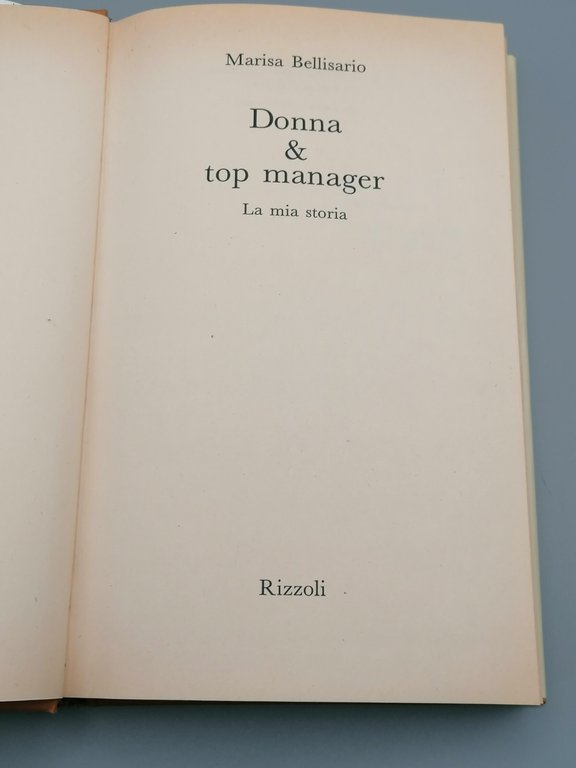 Marisa Bellisario
Donna
&
top manager
La mia storia
Rizzoli